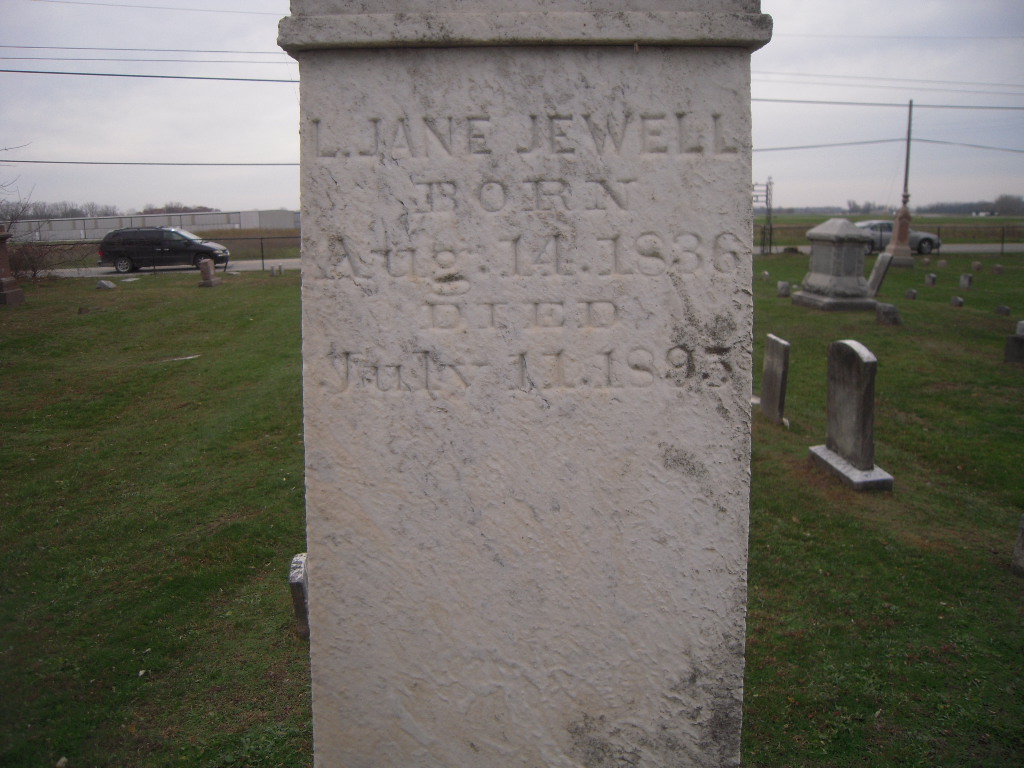 L. JANE JEWELL
BORN
Aug. 14. 1836
DIED
July 11. 1895